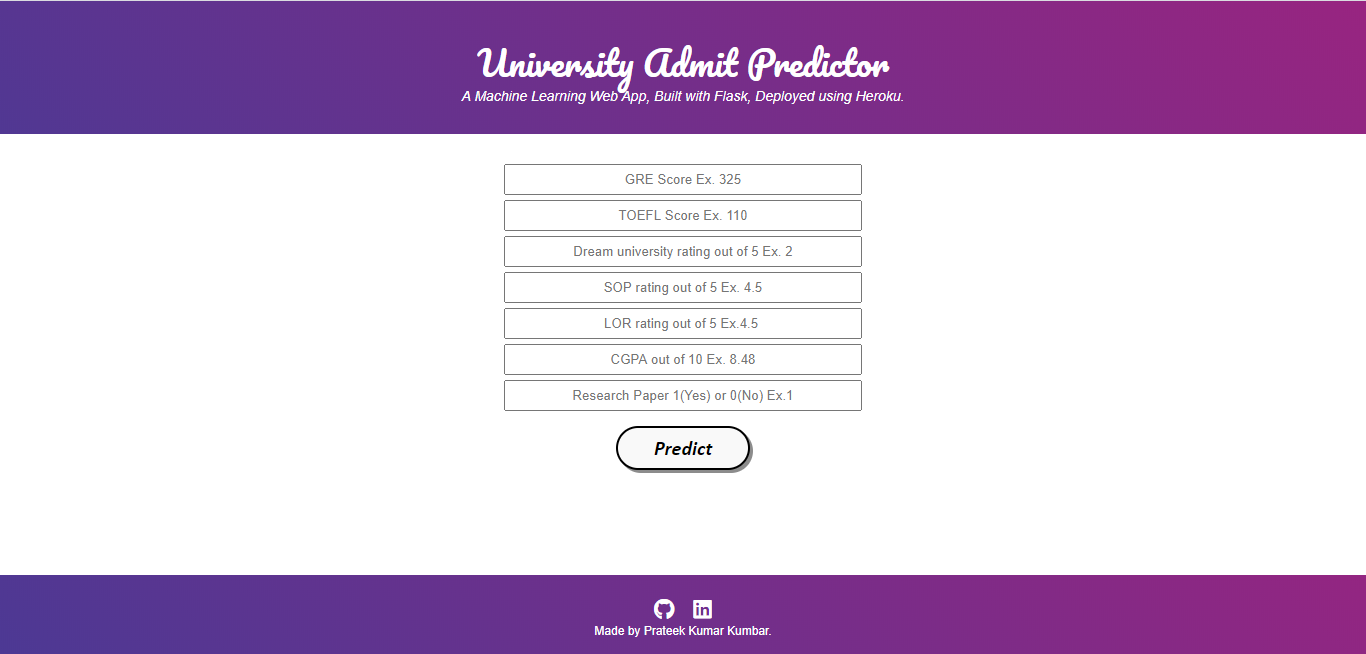 University Admit Predictor
A Machine Learning Web App, Built with Flask, Deployed using Heroku.
GRE Score Ex. 325
TOEFL Score Ex. 110
Dream university rating out of 5 Ex. 2
SOP rating out of 5 Ex. 4.5
LOR rating out of 5 Ex.4.5
CGPA out of 10 Ex. 8.48
Research Paper 1(Yes) or 0(No) Ex.1
Predict
in
Made by Prateek Kumar Kumbar.